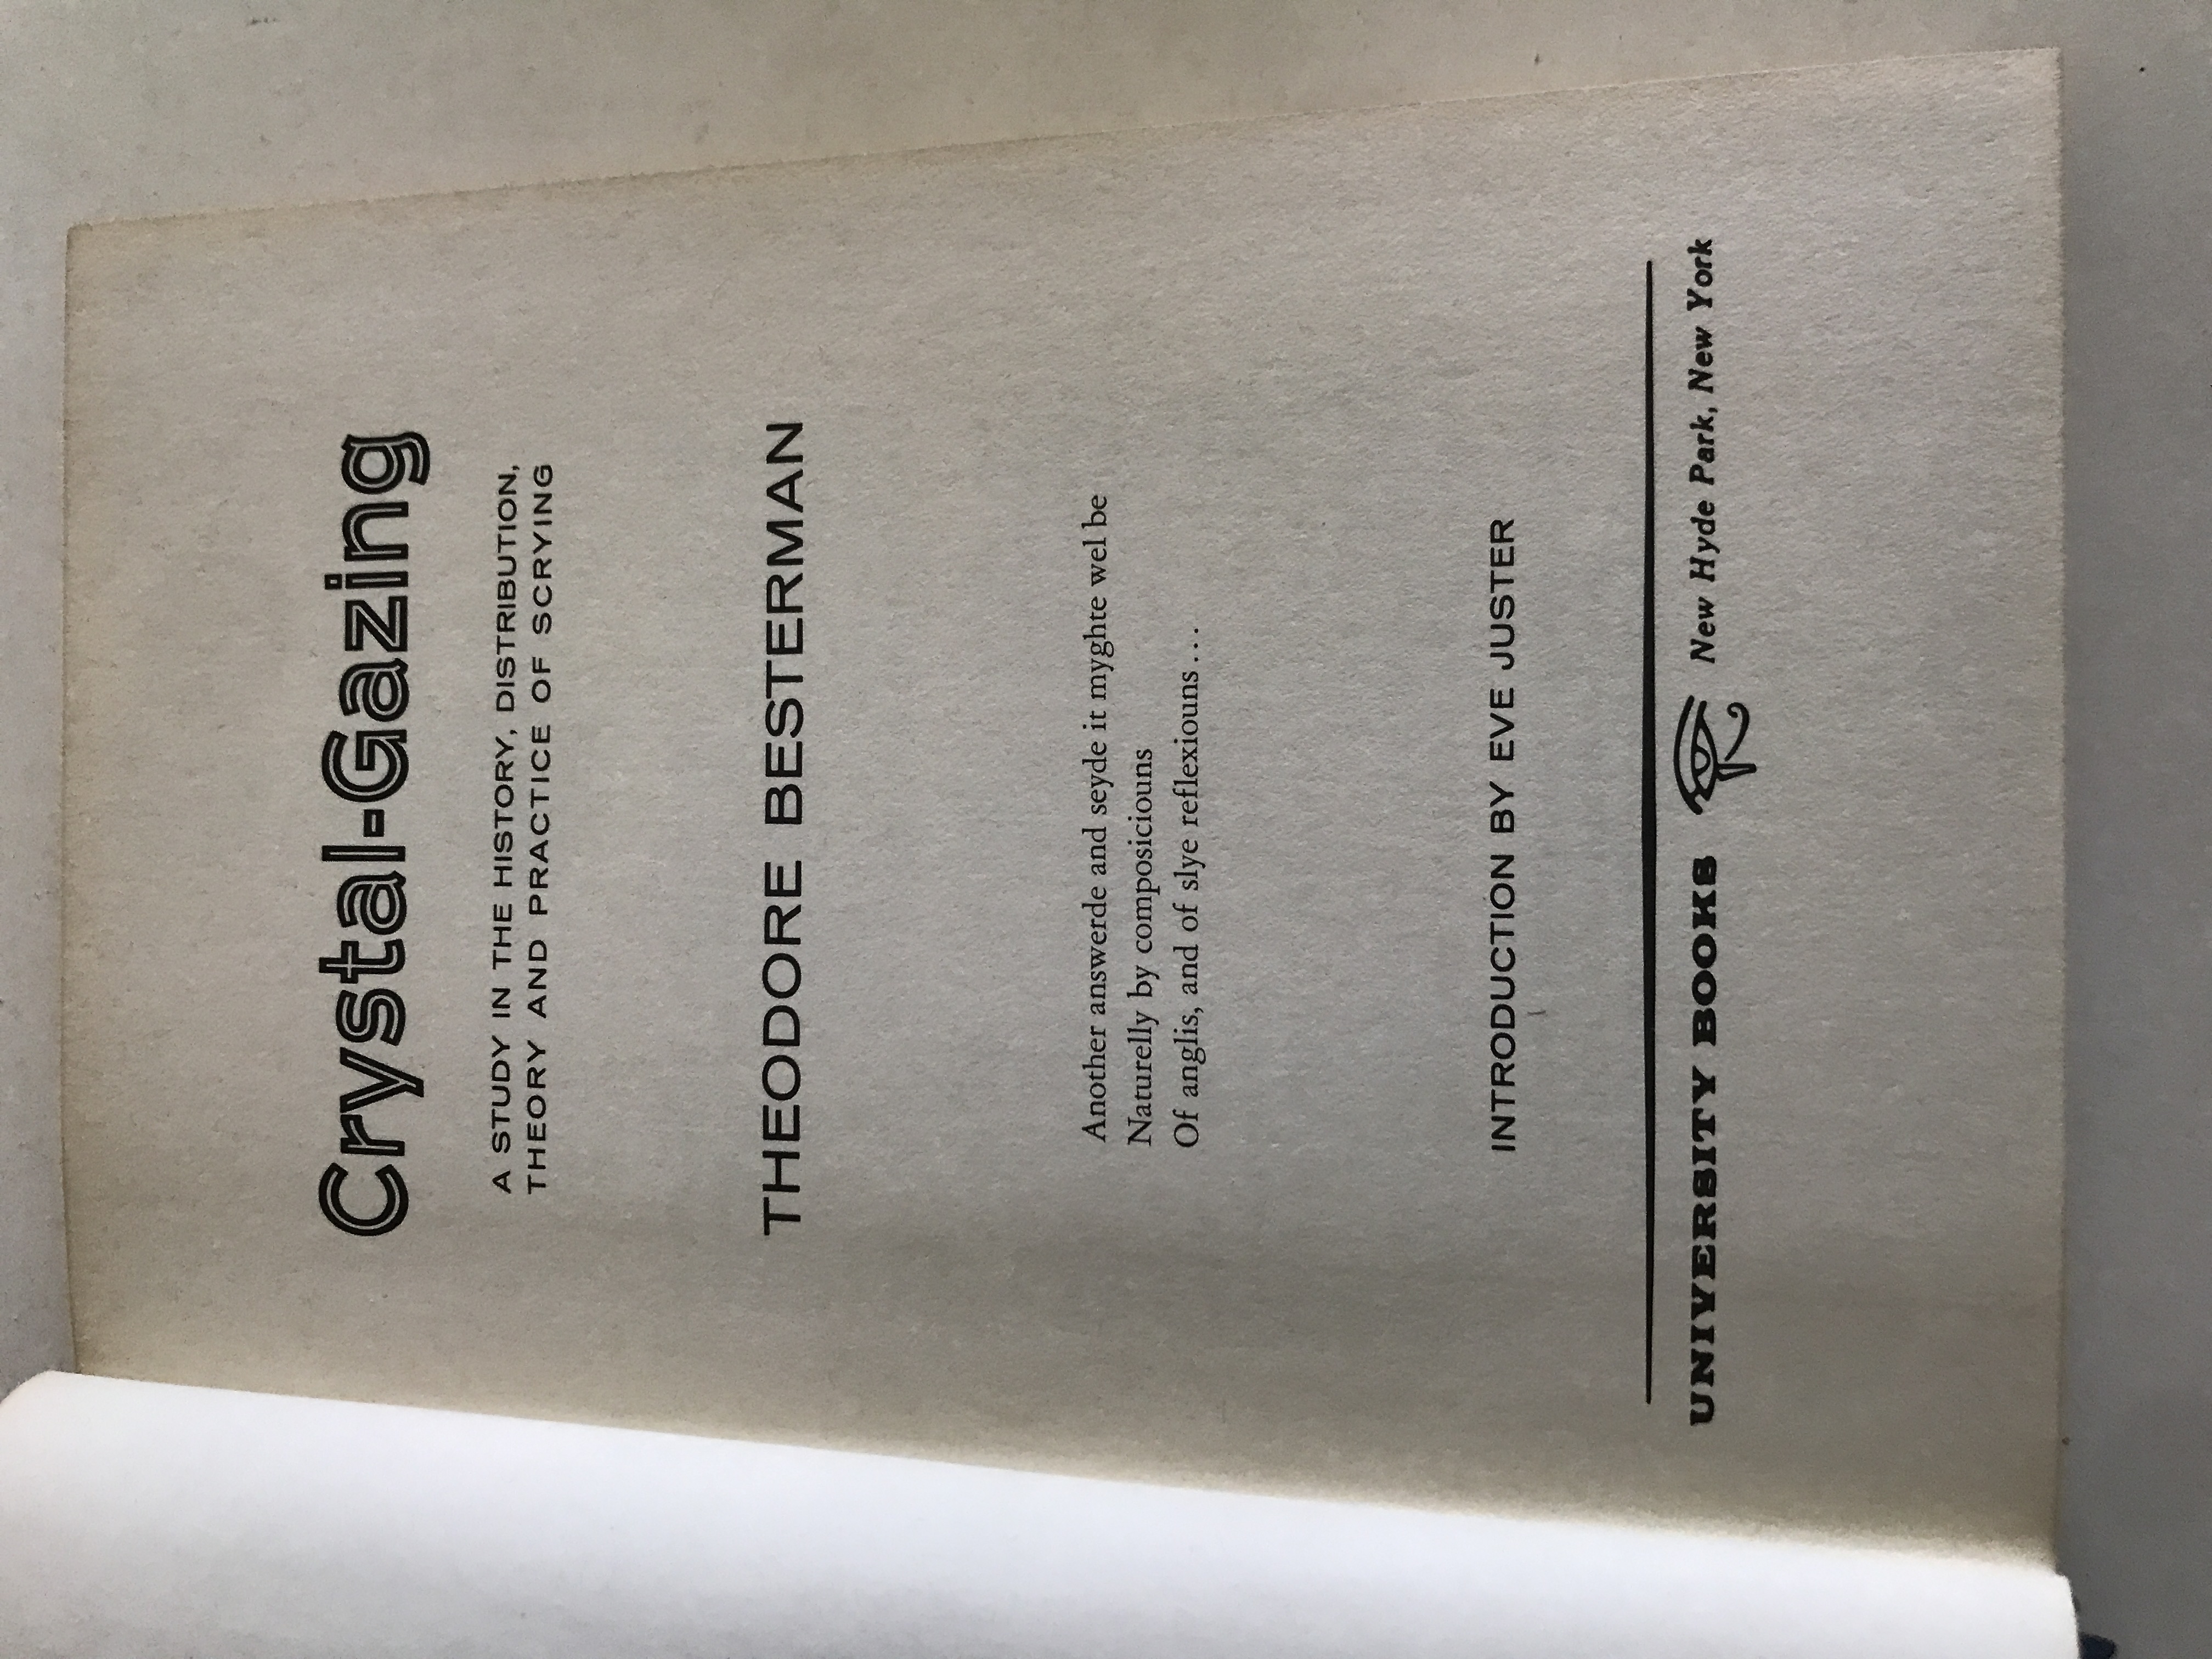 Crystal-Gazing
A STUDY IN THE HISTORY, DISTRIBUTION,
THEORY AND PRACTICE OF SCRYING
THEODORE BESTERMAN
Another answerde and seyde it myghte wel be
Naturelly by composiciouns
Of anglis, and of slye reflexiouns...
INTRODUCTION BY EVE JUSTER
UNIVERSITY BOOKS New Hyde Park, New York